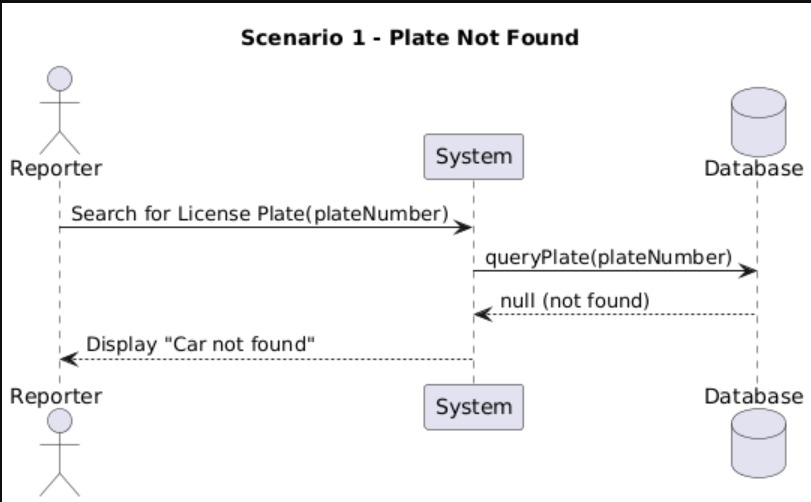 Scenario 1 - Plate Not Found
Reporter
System
Database
Search for License Plate(plateNumber)
queryPlate(plateNumber)
null (not found)
Display "Car not found"
Reporter
System
Database